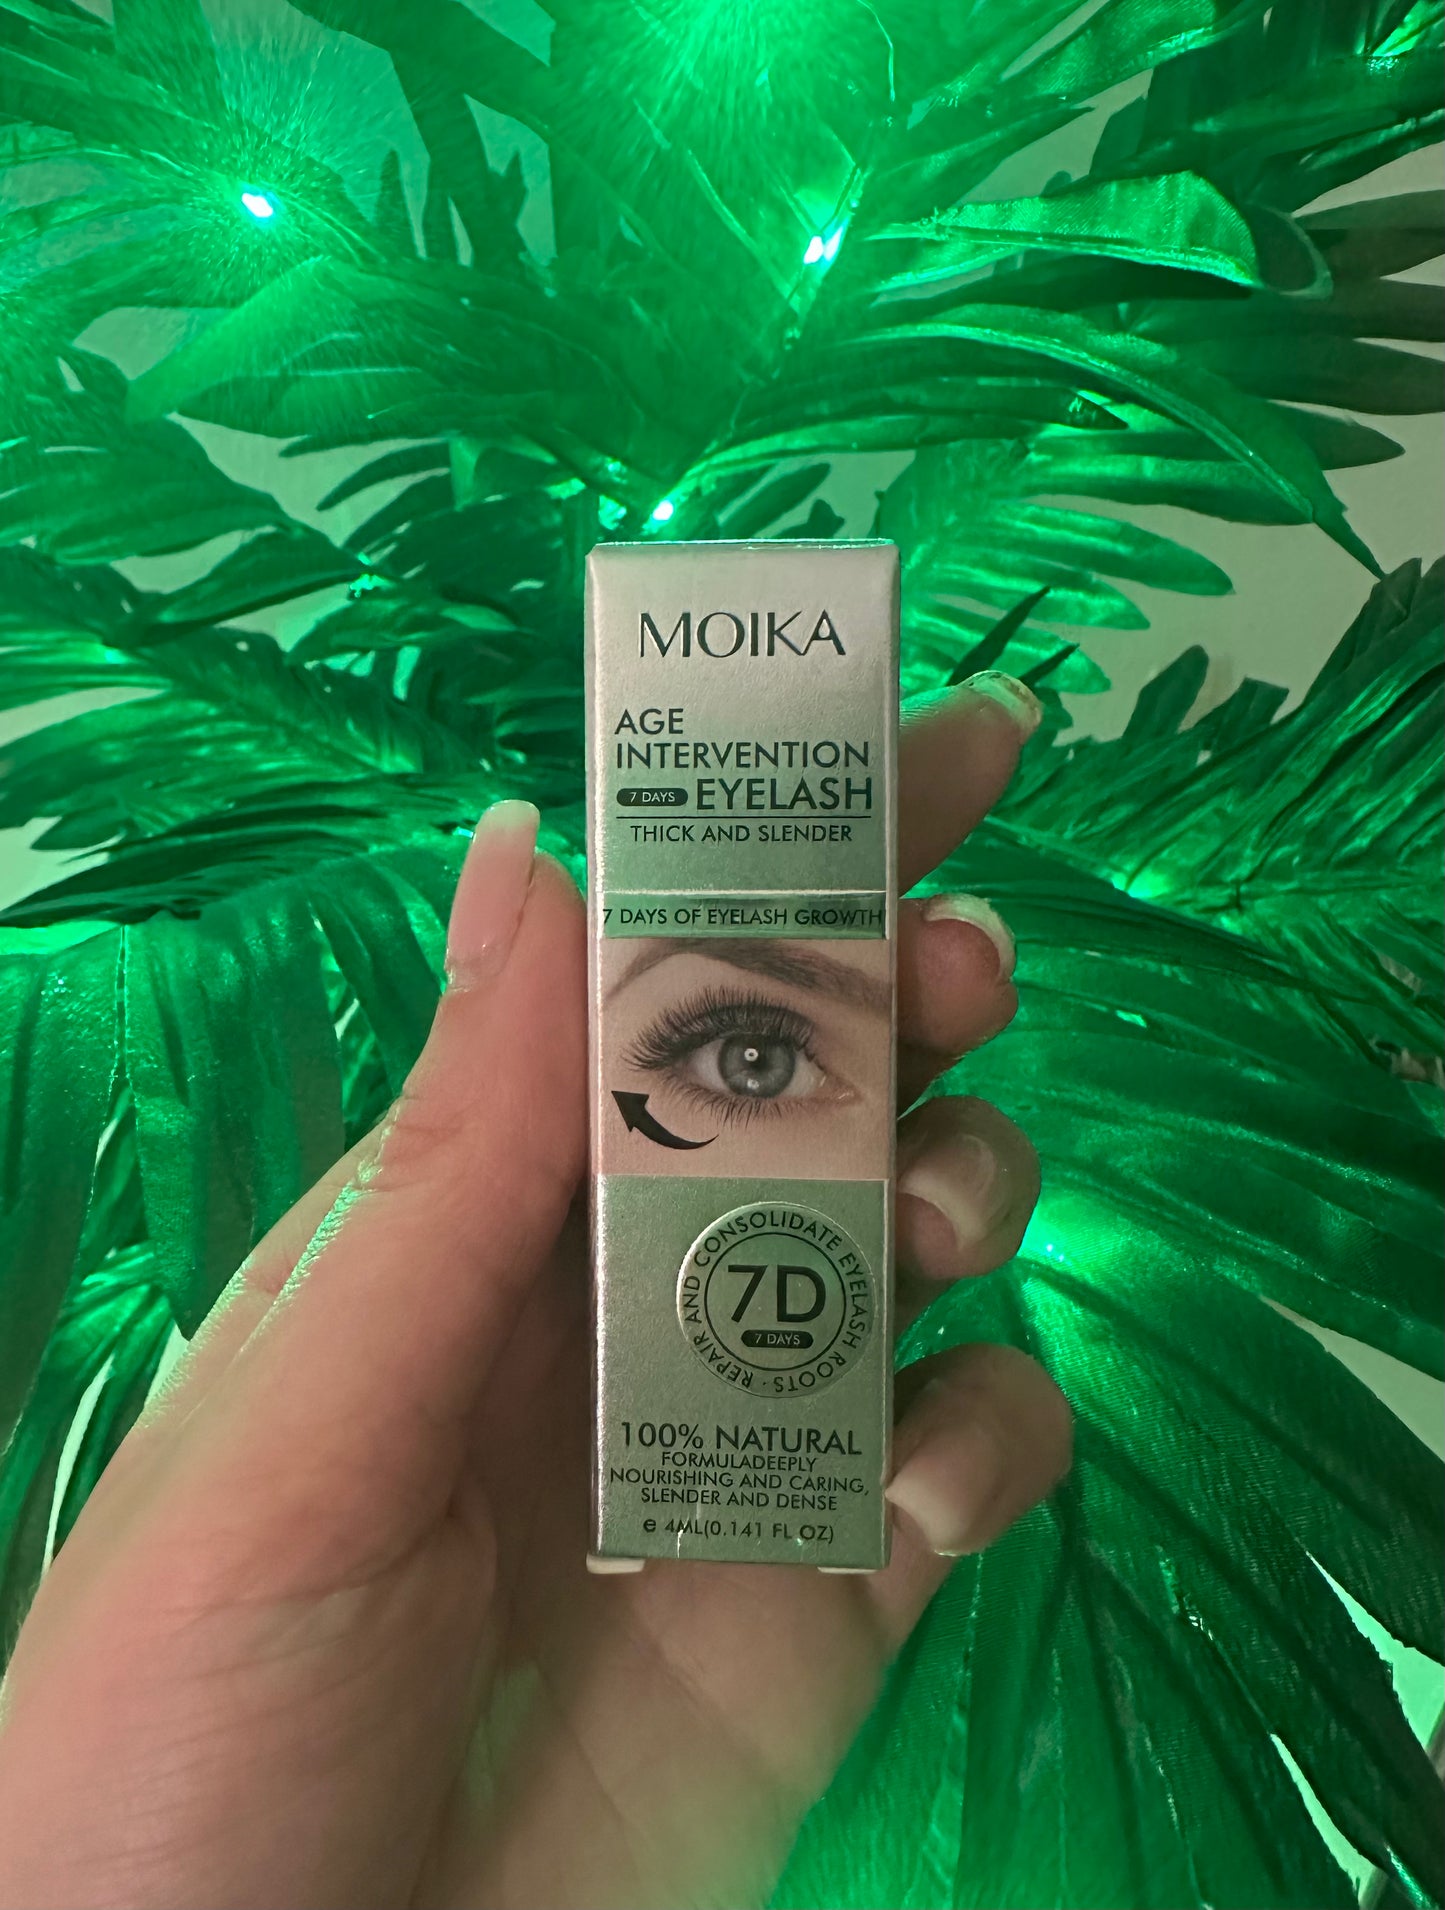 MOIKA
AGE
INTERVENTION
7 DAYS EYELASH
THICK AND SLENDER
7 DAYS OF EYELASH GROWTH
REPAIR AND CONSOLIDATE EYELASH ROOTS ·
7D
7 DAYS
100% NATURAL
FORMULADEEPLY
NOURISHING AND CARING,
SLENDER AND DENSE
e 4ML(0.141 FL OZ)